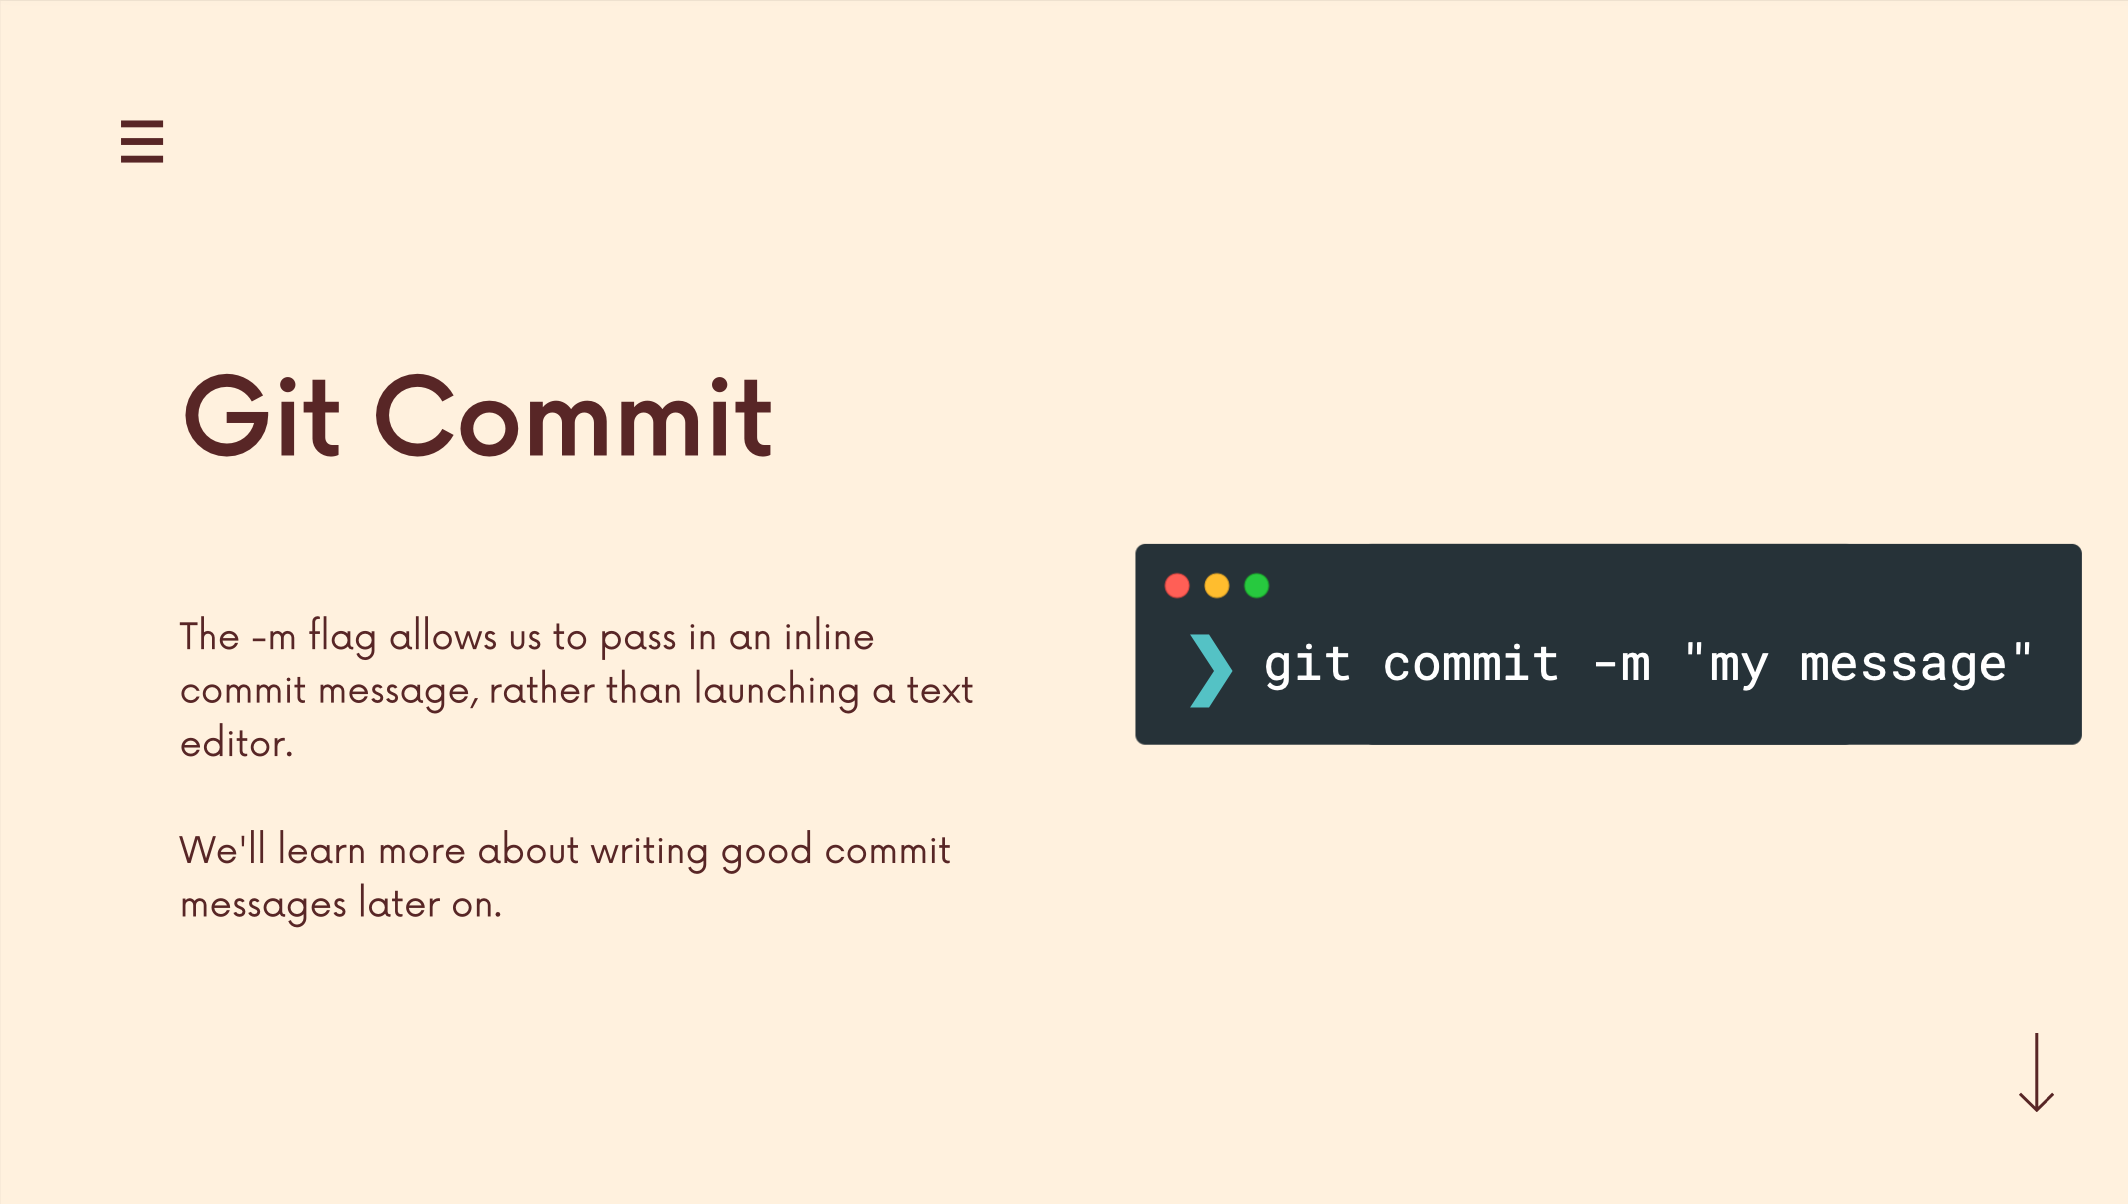 Git Commit
The -m flag allows us to pass in an inline
commit message, rather than launching a text
editor.
We'll learn more about writing good commit
messages later on.
❯ git commit -m "my message"